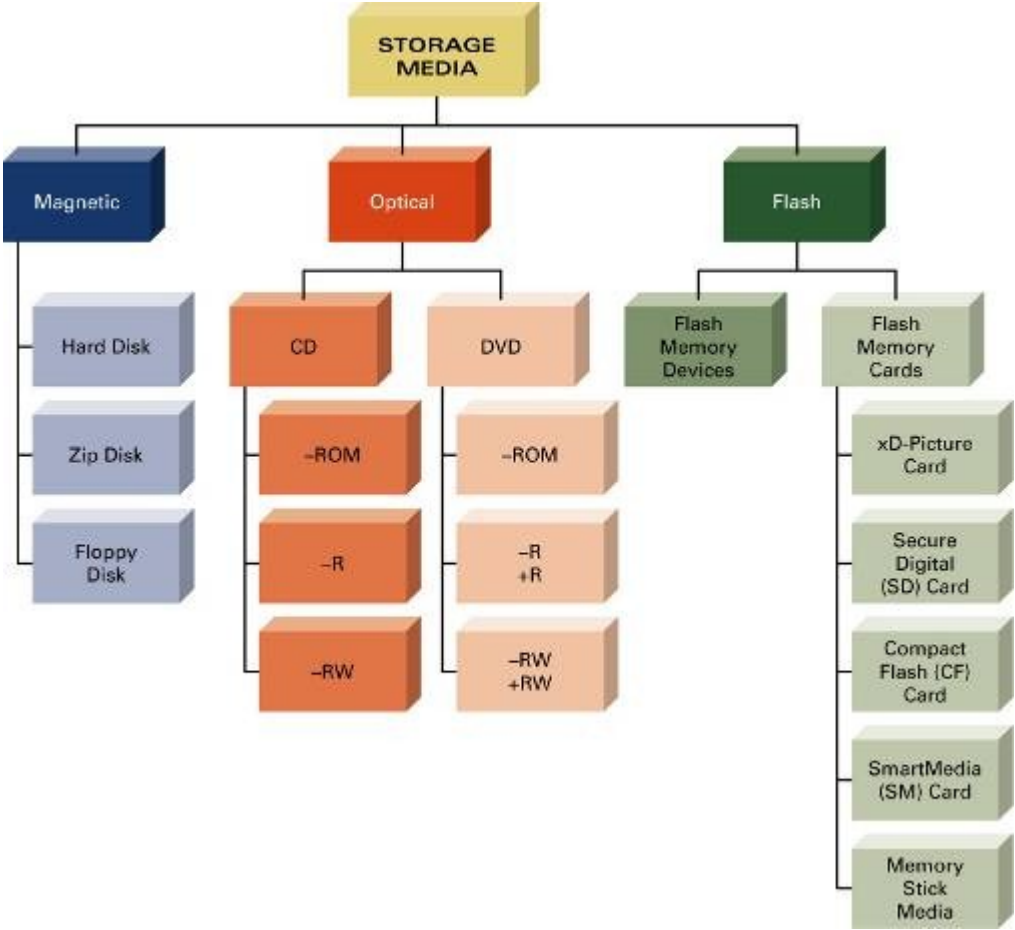 STORAGE
MEDIA
Magnetic
Optical
Flash
Hard Disk
Zip Disk
Floppy
Disk
CD
–ROM
–R
–RW
DVD
–ROM
–R
+R
–RW
+RW
Flash
Memory
Devices
Flash
Memory
Cards
xD-Picture
Card
Secure
Digital
(SD) Card
Compact
Flash (CF)
Card
SmartMedia
(SM) Card
Memory
Stick
Media